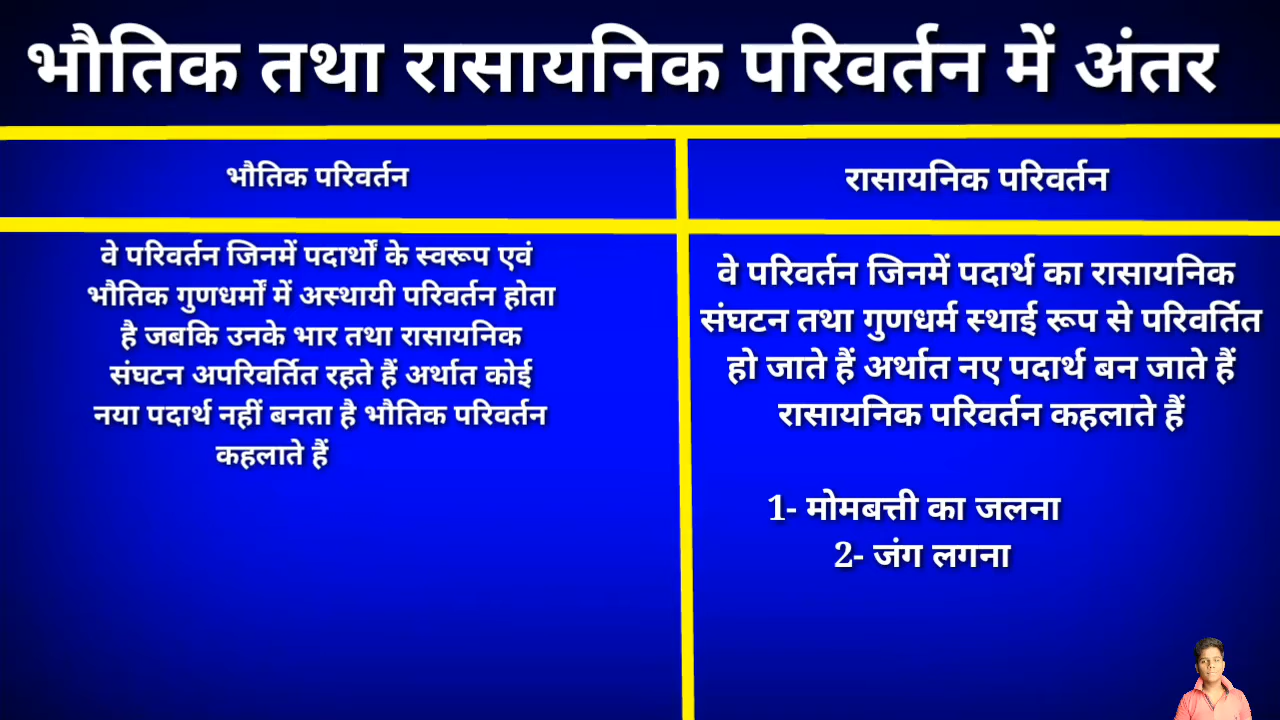 भौतिक तथा रासायनिक परिवर्तन में अंतर
भौतिक परिवर्तन
रासायनिक परिवर्तन
वे परिवर्तन जिनमें पदार्थों के स्वरूप एवं
भौतिक गुणधर्मों में अस्थायी परिवर्तन होता
है जबकि उनके भार तथा रासायनिक
संघटन अपरिवर्तित रहते हैं अर्थात कोई
नया पदार्थ नहीं बनता है भौतिक परिवर्तन
कहलाते हैं
वे परिवर्तन जिनमें पदार्थ का रासायनिक
संघटन तथा गुणधर्म स्थाई रूप से परिवर्तित
हो जाते हैं अर्थात नए पदार्थ बन जाते हैं
रासायनिक परिवर्तन कहलाते हैं
1- मोमबत्ती का जलना
2- जंग लगना